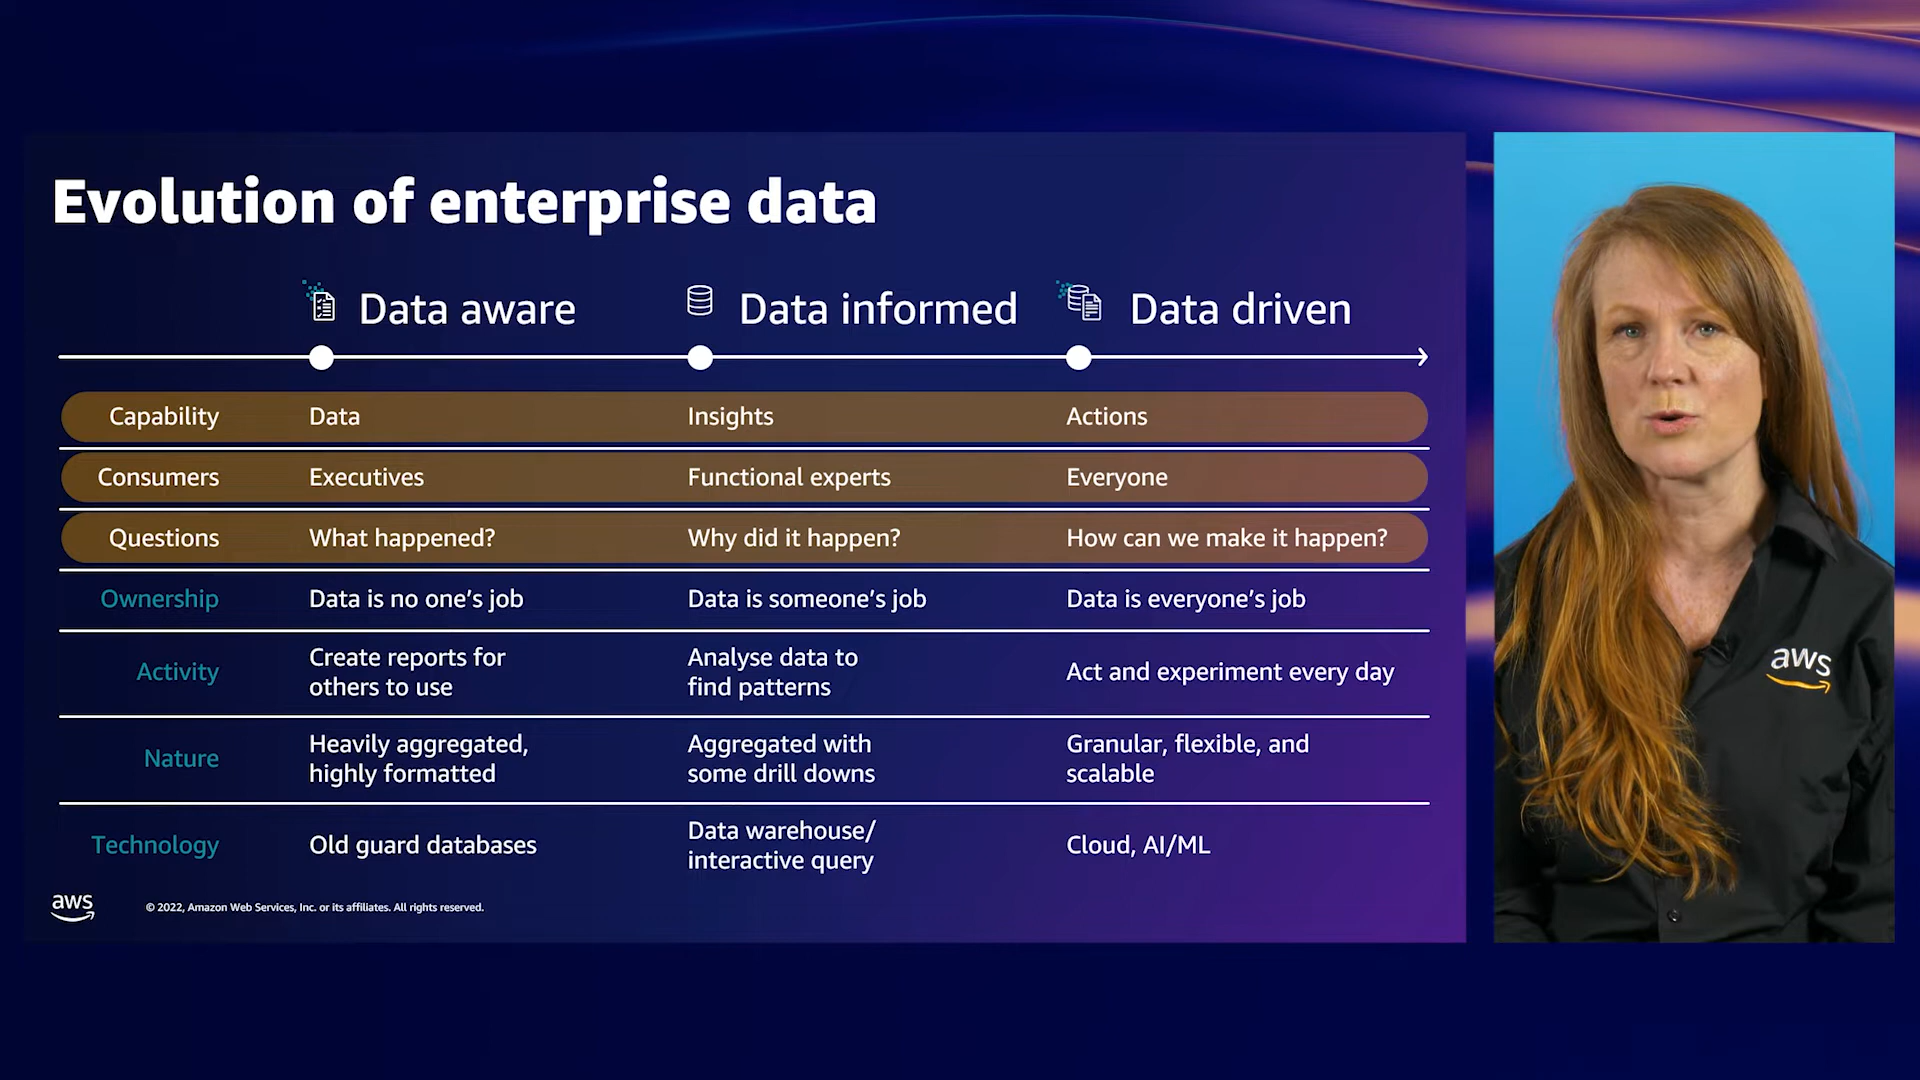 Evolution of enterprise data
Data aware
Data informed
Data driven
Capability
Data
Insights
Actions
Consumers
Executives
Functional experts
Everyone
Questions
What happened?
Why did it happen?
How can we make it happen?
Ownership
Data is no one’s job
Data is someone’s job
Data is everyone’s job
Activity
Create reports for
others to use
Analyse data to
find patterns
Act and experiment every day
Nature
Heavily aggregated,
highly formatted
Aggregated with
some drill downs
Granular, flexible, and
scalable
Technology
Old guard databases
Data warehouse/
interactive query
Cloud, AI/ML
aws
© 2022, Amazon Web Services, Inc. or its affiliates. All rights reserved.
aws